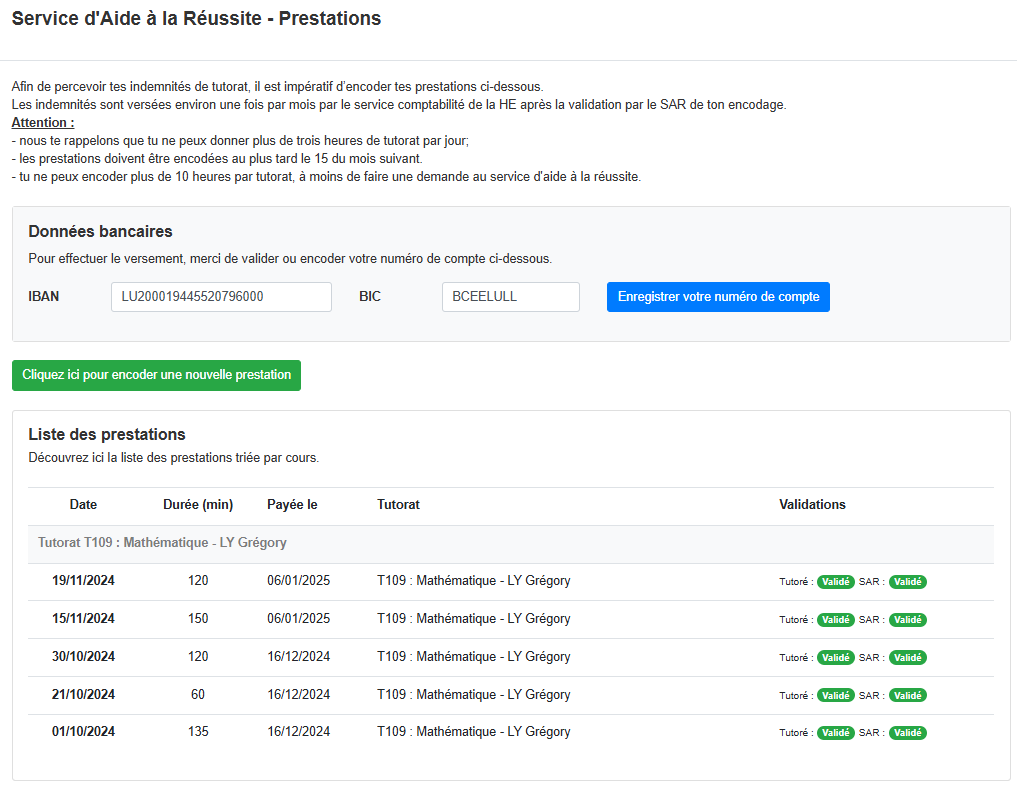 Service d'Aide à la Réussite - Prestations
Afin de percevoir tes indemnités de tutorat, il est impératif d'encoder tes prestations ci-dessous.
Les indemnités sont versées environ une fois par mois par le service comptabilité de la HE après la validation par le SAR de ton encodage.
Attention :
- nous te rappelons que tu ne peux donner plus de trois heures de tutorat par jour;
- les prestations doivent être encodées au plus tard le 15 du mois suivant.
- tu ne peux encoder plus de 10 heures par tutorat, à moins de faire une demande au service d'aide à la réussite.
Données bancaires
Pour effectuer le versement, merci de valider ou encoder votre numéro de compte ci-dessous.
IBAN LU200019445520796000 BIC BCEELULL Enregistrer votre numéro de compte
Cliquez ici pour encoder une nouvelle prestation
Liste des prestations
Découvrez ici la liste des prestations triée par cours.
Date Durée (min) Payée le Tutorat Validations
Tutorat T109 : Mathématique - LY Grégory
19/11/2024 120 06/01/2025 T109 : Mathématique - LY Grégory Tutoré : Validé SAR : Validé
15/11/2024 150 06/01/2025 T109 : Mathématique - LY Grégory Tutoré : Validé SAR : Validé
30/10/2024 120 16/12/2024 T109 : Mathématique - LY Grégory Tutoré : Validé SAR : Validé
21/10/2024 60 16/12/2024 T109 : Mathématique - LY Grégory Tutoré : Validé SAR : Validé
01/10/2024 135 16/12/2024 T109 : Mathématique - LY Grégory Tutoré : Validé SAR : Validé